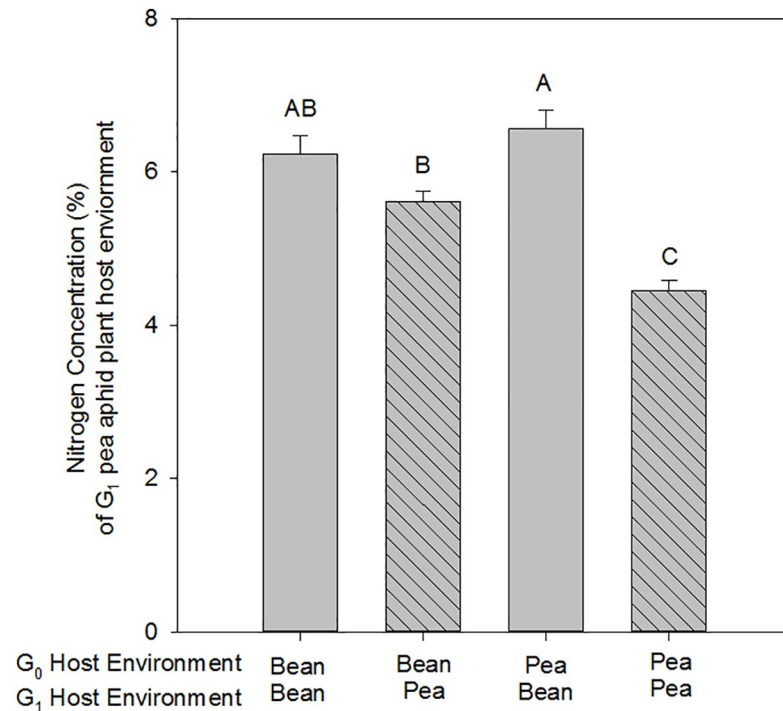 8
A
AB
B
6
C
4
2
0
Nitrogen Concentration (%)
of G₁ pea aphid plant host enviornment
G₀ Host Environment Bean Bean Pea Pea
G₁ Host Environment Bean Pea Bean Pea